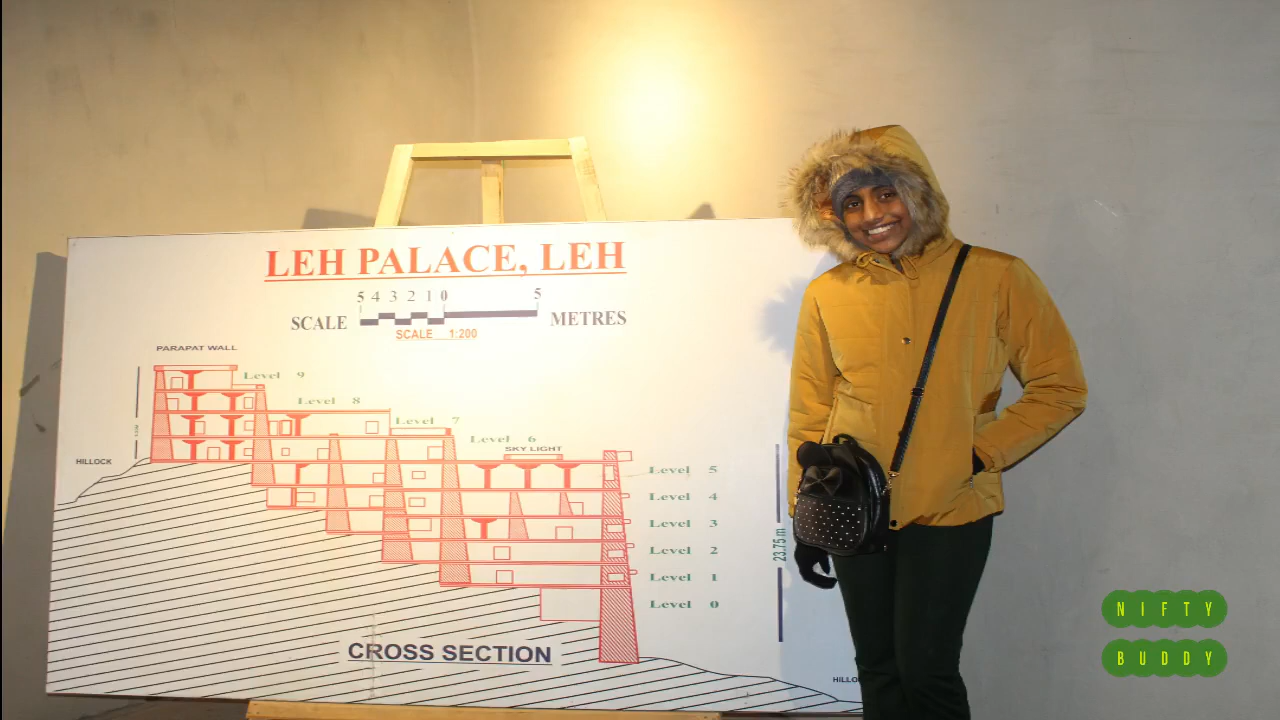 LEH PALACE, LEH
5 4 3 2 1 0 5
SCALE METRES
SCALE 1:200
PARAPAT WALL
Level 9
Level 8
Level 7
Level 6
SKY LIGHT
HILLOCK
Level 5
Level 4
Level 3
Level 2
Level 1
Level 0
23.75 m
CROSS SECTION
NIFTY
BUDDY